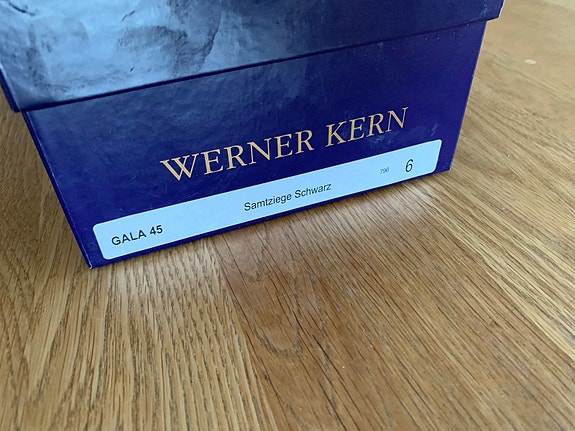 WERNER KERN
GALA 45 Samtziege Schwarz 796 6